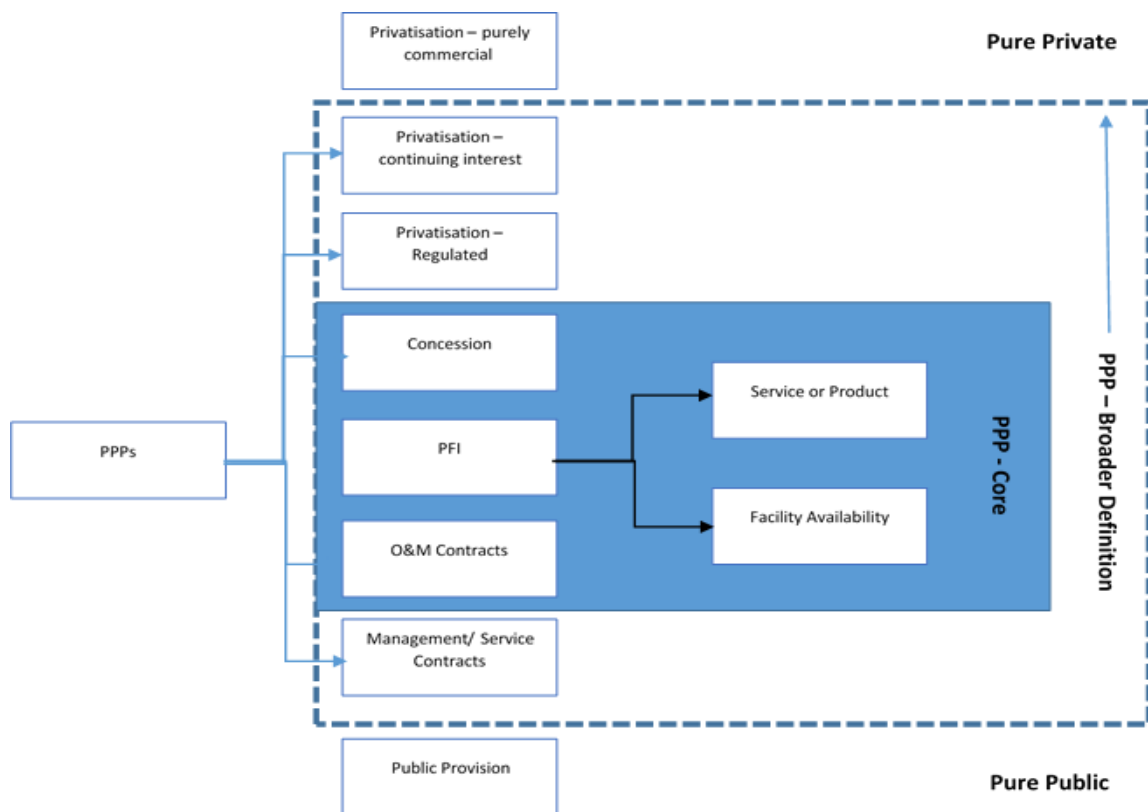 Privatisation – purely
commercial
Pure Private
Privatisation –
continuing interest
Privatisation –
Regulated
Concession
Service or Product
PPPs
PFI
PPP - Core
PPP – Broader Definition
Facility Availability
O&M Contracts
Management/ Service
Contracts
Public Provision
Pure Public